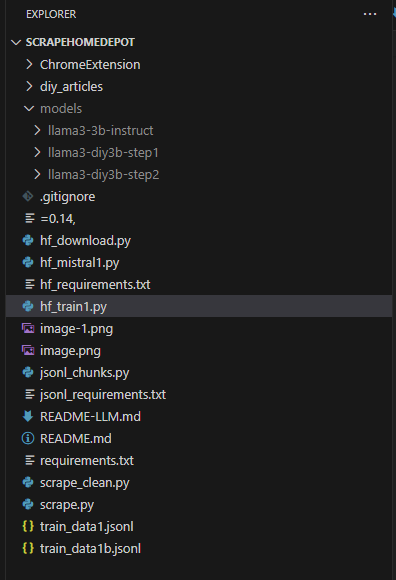 EXPLORER
SCRAPEHOMEDEPOT
ChromeExtension
diy_articles
models
llama3-3b-instruct
llama3-diy3b-step1
llama3-diy3b-step2
.gitignore
=0.14,
hf_download.py
hf_mistral1.py
hf_requirements.txt
hf_train1.py
image-1.png
image.png
jsonl_chunks.py
jsonl_requirements.txt
README-LLM.md
README.md
requirements.txt
scrape_clean.py
scrape.py
train_data1.jsonl
train_data1b.jsonl